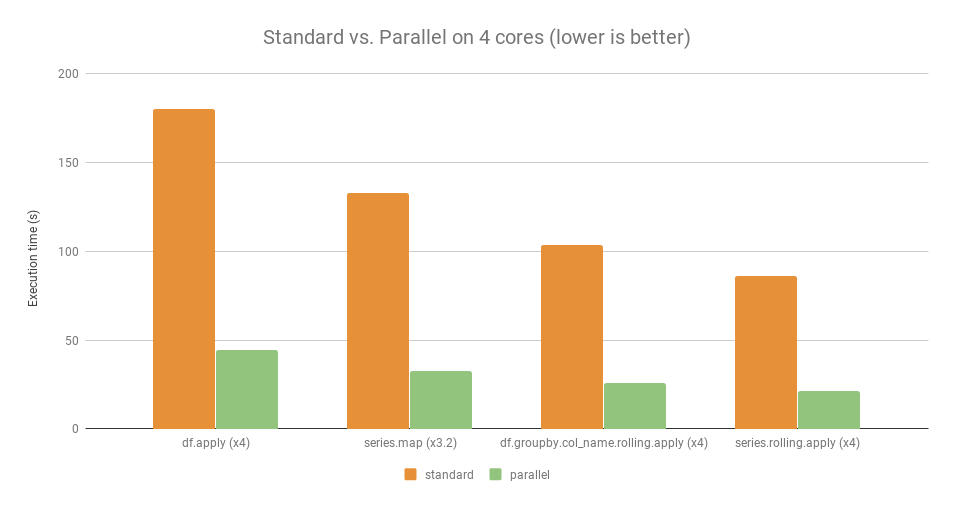 Standard vs. Parallel on 4 cores (lower is better)
200
150
100
50
0
Execution time (s)
df.apply (x4)
series.map (x3.2)
df.groupby.col_name.rolling.apply (x4)
series.rolling.apply (x4)
standard
parallel